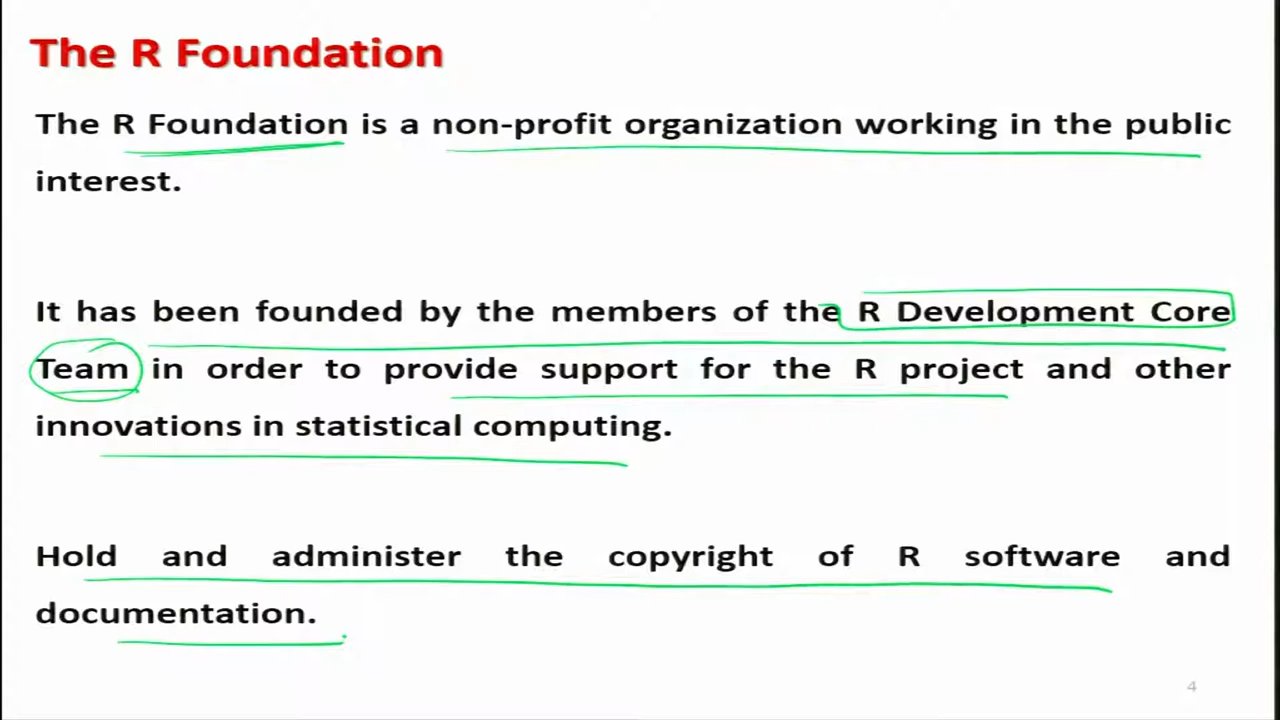 The R Foundation
The R Foundation is a non-profit organization working in the public
interest.
It has been founded by the members of the R Development Core
Team in order to provide support for the R project and other
innovations in statistical computing.
Hold and administer the copyright of R software and
documentation.
4